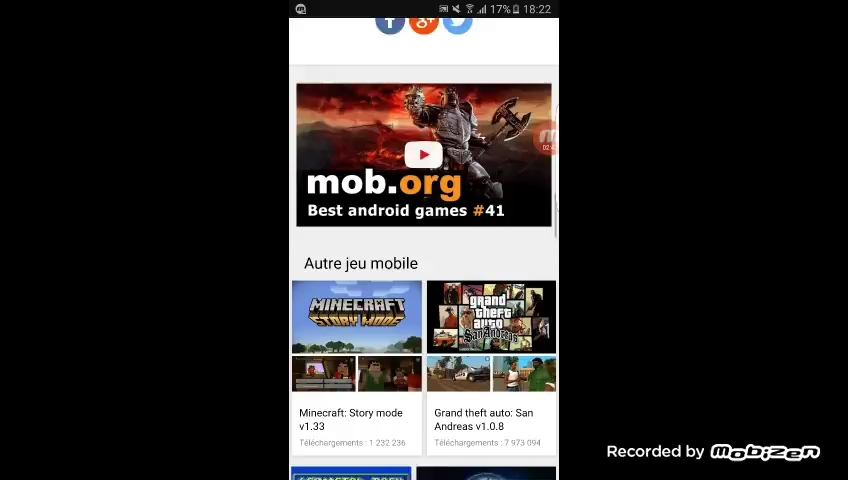 17% 18:22
mob.org
Best android games #41
Autre jeu mobile
MINECRAFT
STORY MODE
grand
theft
auto
San Andreas
Minecraft: Story mode
v1.33
Téléchargements : 1 232 236
Grand theft auto: San
Andreas v1.0.8
Téléchargements : 7 973 094
Recorded by Mobizen